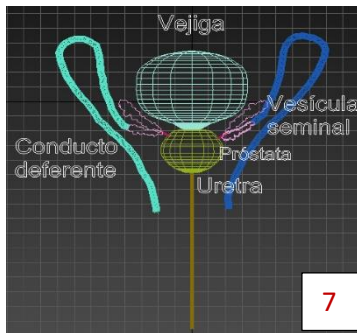 Vejiga
Vesícula
seminal
Conducto
deferente
Próstata
Uretra
7